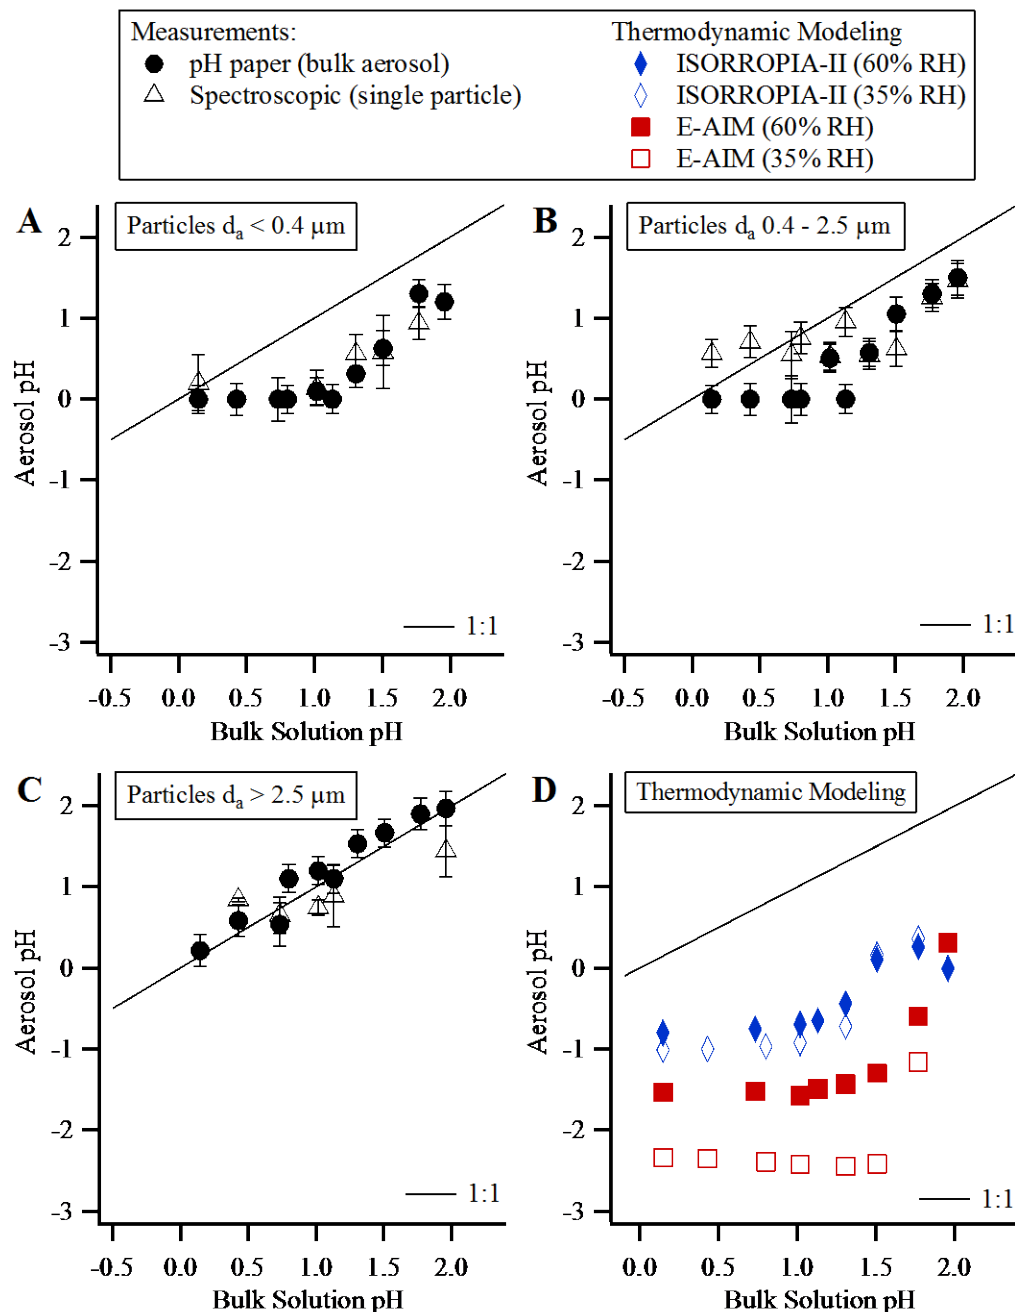 Measurements:
pH paper (bulk aerosol)
Spectroscopic (single particle)
Thermodynamic Modeling
ISORROPIA-II (60% RH)
ISORROPIA-II (35% RH)
E-AIM (60% RH)
E-AIM (35% RH)
A
Particles dₐ < 0.4 µm
2
1
0
-1
-2
-3
Aerosol pH
1:1
-0.5 0.0 0.5 1.0 1.5 2.0
Bulk Solution pH
B
Particles dₐ 0.4 - 2.5 µm
2
1
0
-1
-2
-3
Aerosol pH
1:1
-0.5 0.0 0.5 1.0 1.5 2.0
Bulk Solution pH
C
Particles dₐ > 2.5 µm
2
1
0
-1
-2
-3
Aerosol pH
1:1
-0.5 0.0 0.5 1.0 1.5 2.0
Bulk Solution pH
D
Thermodynamic Modeling
2
1
0
-1
-2
-3
Aerosol pH
1:1
0.0 0.5 1.0 1.5 2.0
Bulk Solution pH